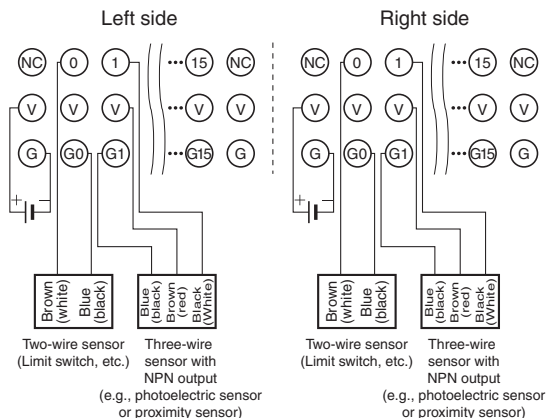 Left side
NC 0 1 ••• 15 NC
V V V ••• V V
G G0 G1 ••• G15 G
+ −
Brown
(white)
Blue
(black)
Blue
(black)
Brown
(red)
Black
(White)
Two-wire sensor
(Limit switch, etc.)
Three-wire
sensor with
NPN output
(e.g., photoelectric sensor
or proximity sensor)
Right side
NC 0 1 ••• 15 NC
V V V ••• V V
G G0 G1 ••• G15 G
+ −
Brown
(white)
Blue
(black)
Blue
(black)
Brown
(red)
Black
(White)
Two-wire sensor
(Limit switch, etc.)
Three-wire
sensor with
NPN output
(e.g., photoelectric sensor
or proximity sensor)